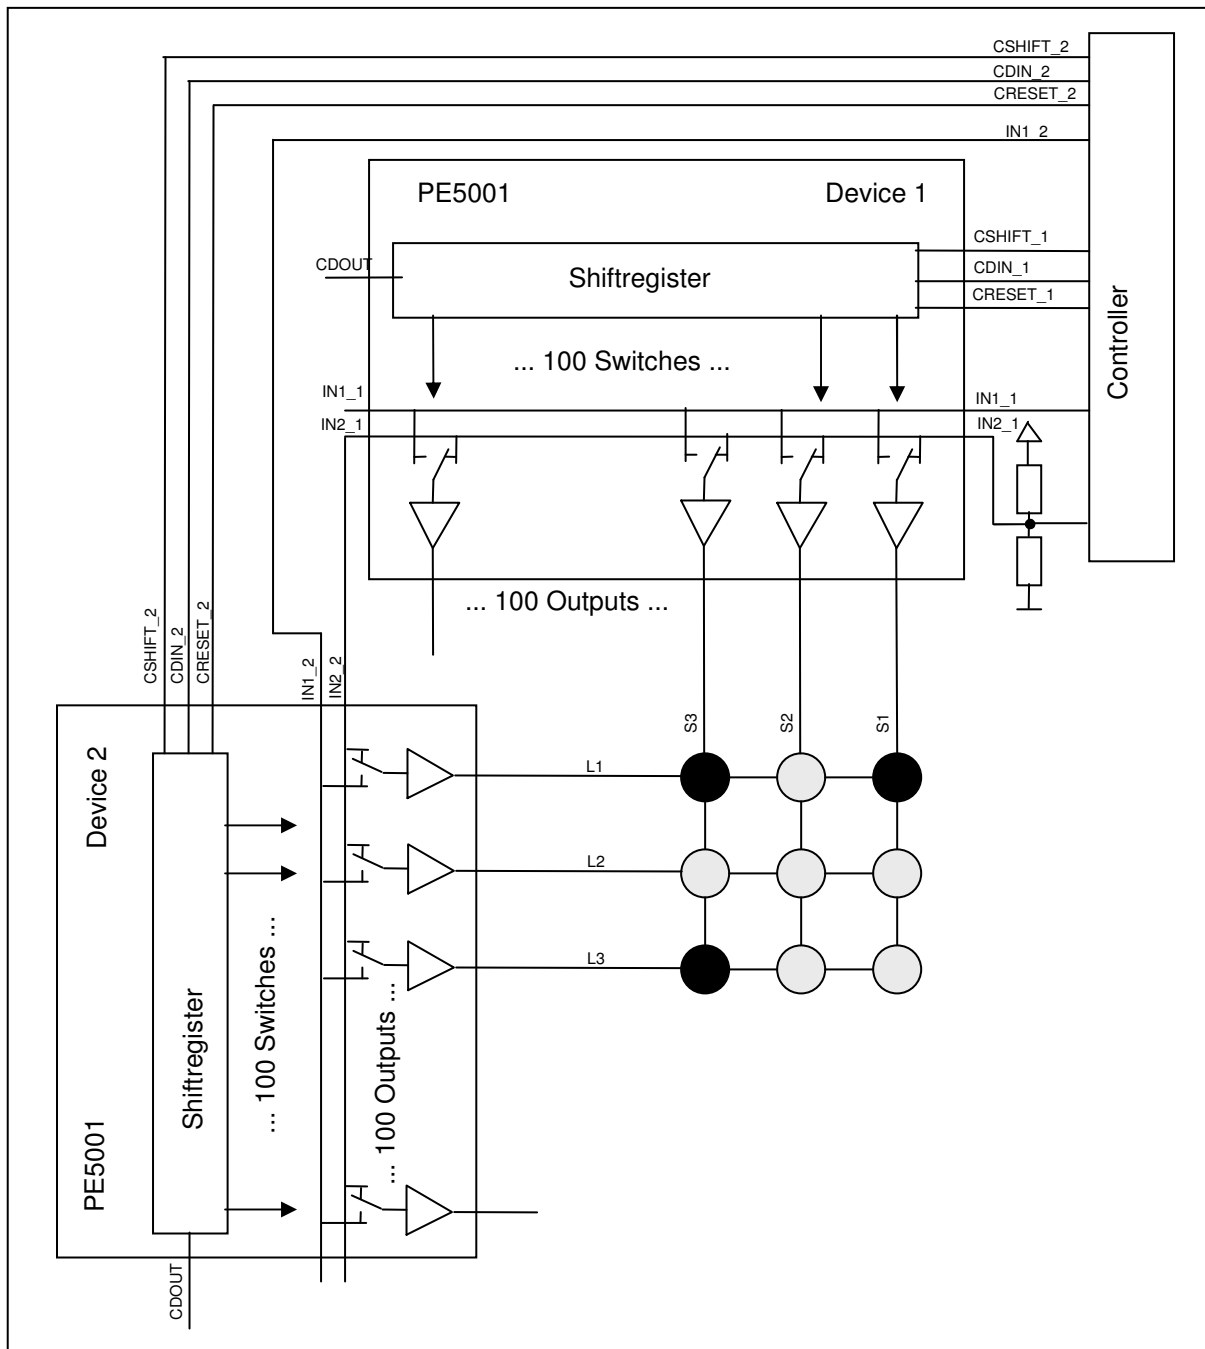 CSHIFT_2
CDIN_2
CRESET_2
IN1_2
PE5001
Device 1
CSHIFT_1
CDOUT
Shiftregister
CDIN_1
CRESET_1
Controller
... 100 Switches ...
IN1_1
IN1_1
IN2_1
IN2_1
... 100 Outputs ...
CSHIFT_2
CDIN_2
CRESET_2
IN1_2
IN2_2
S3
S2
S1
Device 2
PE5001
L1
L2
L3
Shiftregister
... 100 Switches ...
... 100 Outputs ...
CDOUT